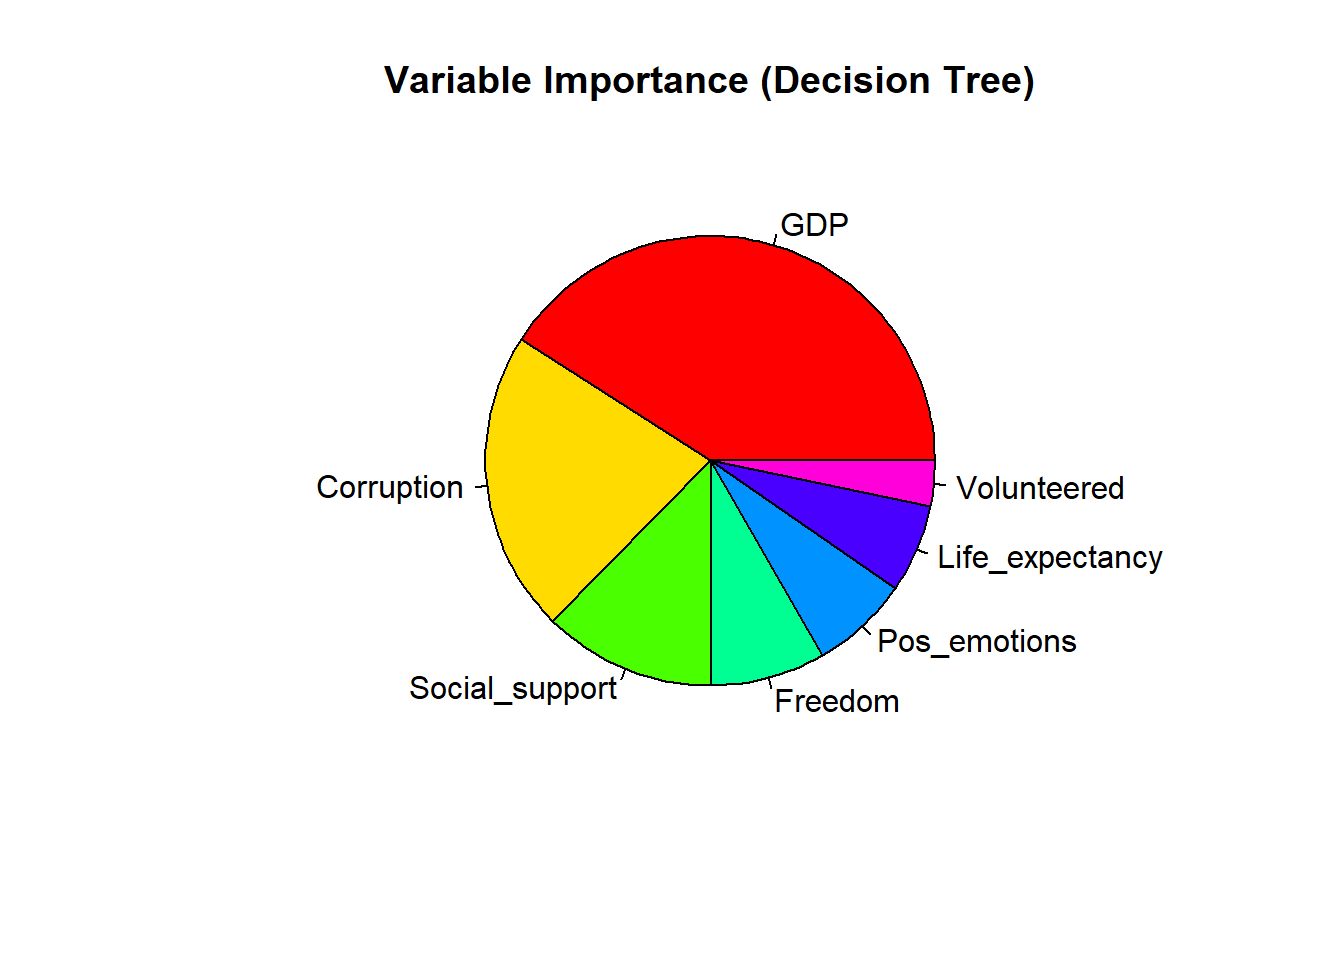 Variable Importance (Decision Tree)
GDP
Corruption
Volunteered
Life_expectancy
Pos_emotions
Social_support
Freedom